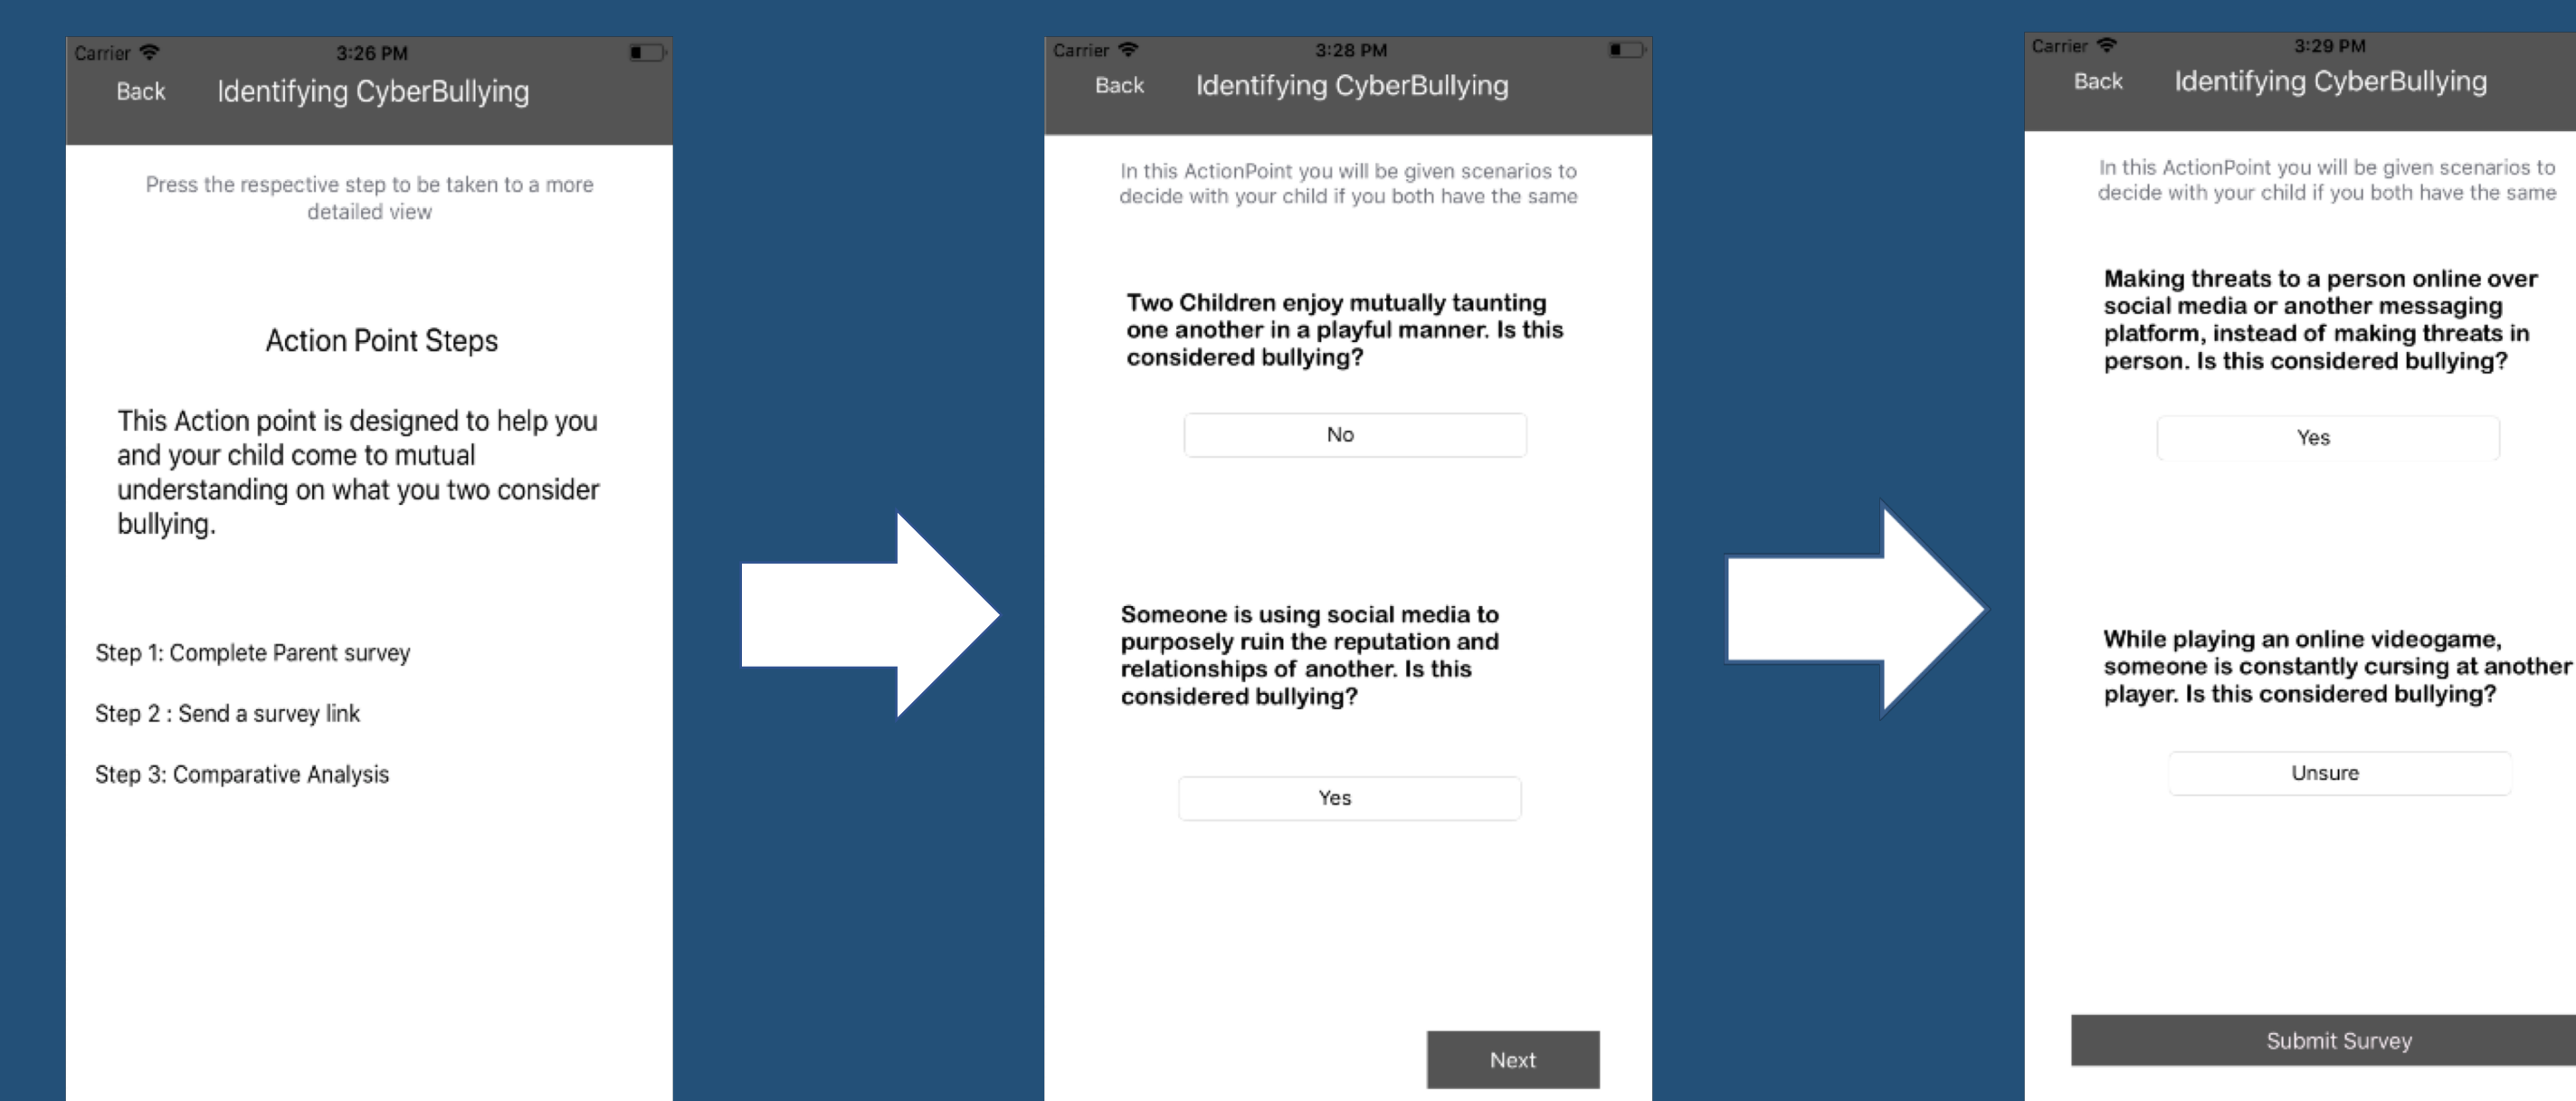 Carrier
3:26 PM
Back
Identifying CyberBullying
Press the respective step to be taken to a more
detailed view
Action Point Steps
This Action point is designed to help you
and your child come to mutual
understanding on what you two consider
bullying.
Step 1: Complete Parent survey
Step 2 : Send a survey link
Step 3: Comparative Analysis
Carrier
3:28 PM
Back
Identifying CyberBullying
In this ActionPoint you will be given scenarios to
decide with your child if you both have the same
Two Children enjoy mutually taunting
one another in a playful manner. Is this
considered bullying?
No
Someone is using social media to
purposely ruin the reputation and
relationships of another. Is this
considered bullying?
Yes
Next
Carrier
3:29 PM
Back
Identifying CyberBullying
In this ActionPoint you will be given scenarios to
decide with your child if you both have the same
Making threats to a person online over
social media or another messaging
platform, instead of making threats in
person. Is this considered bullying?
Yes
While playing an online videogame,
someone is constantly cursing at another
player. Is this considered bullying?
Unsure
Submit Survey